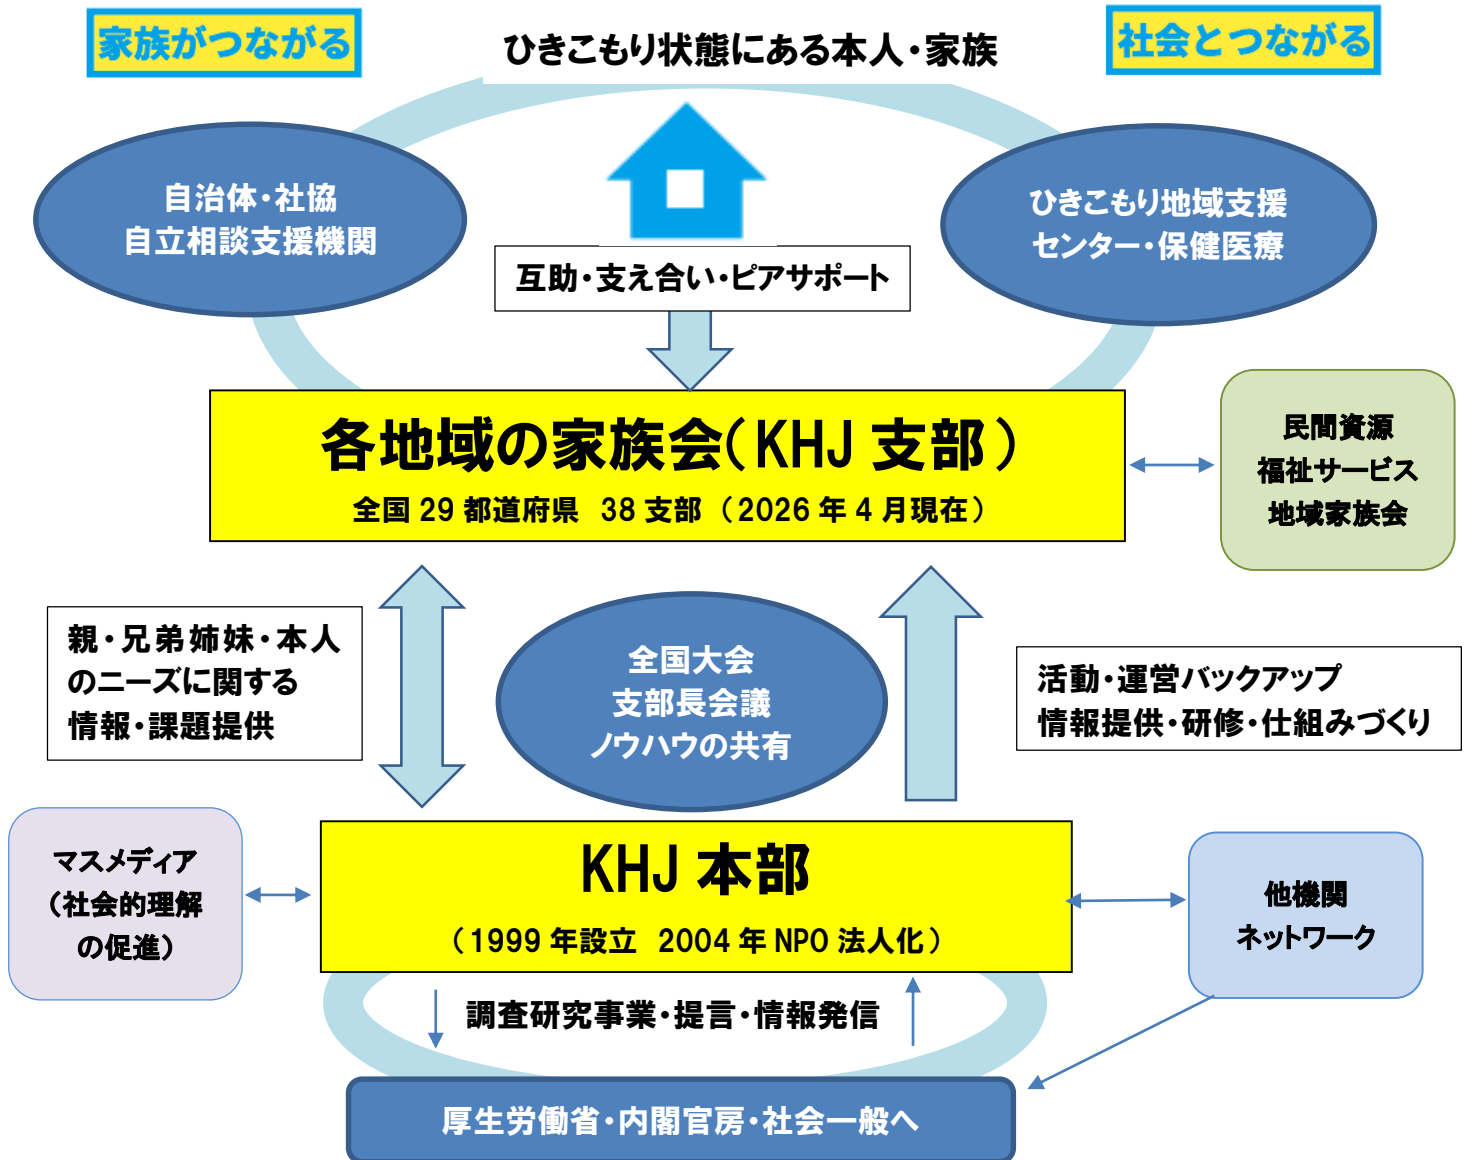 家族がつながる
ひきこもり状態にある本人・家族
社会とつながる
自治体・社協
自立相談支援機関
ひきこもり地域支援
センター・保健医療
互助・支え合い・ピアサポート
各地域の家族会(KHJ 支部)
全国 29 都道府県 38 支部 (2026 年 4 月現在)
民間資源
福祉サービス
地域家族会
親・兄弟姉妹・本人
のニーズに関する
情報・課題提供
全国大会
支部長会議
ノウハウの共有
活動・運営バックアップ
情報提供・研修・仕組みづくり
マスメディア
(社会的理解
の促進)
KHJ 本部
(1999 年設立 2004 年 NPO 法人化)
他機関
ネットワーク
調査研究事業・提言・情報発信
厚生労働省・内閣官房・社会一般へ